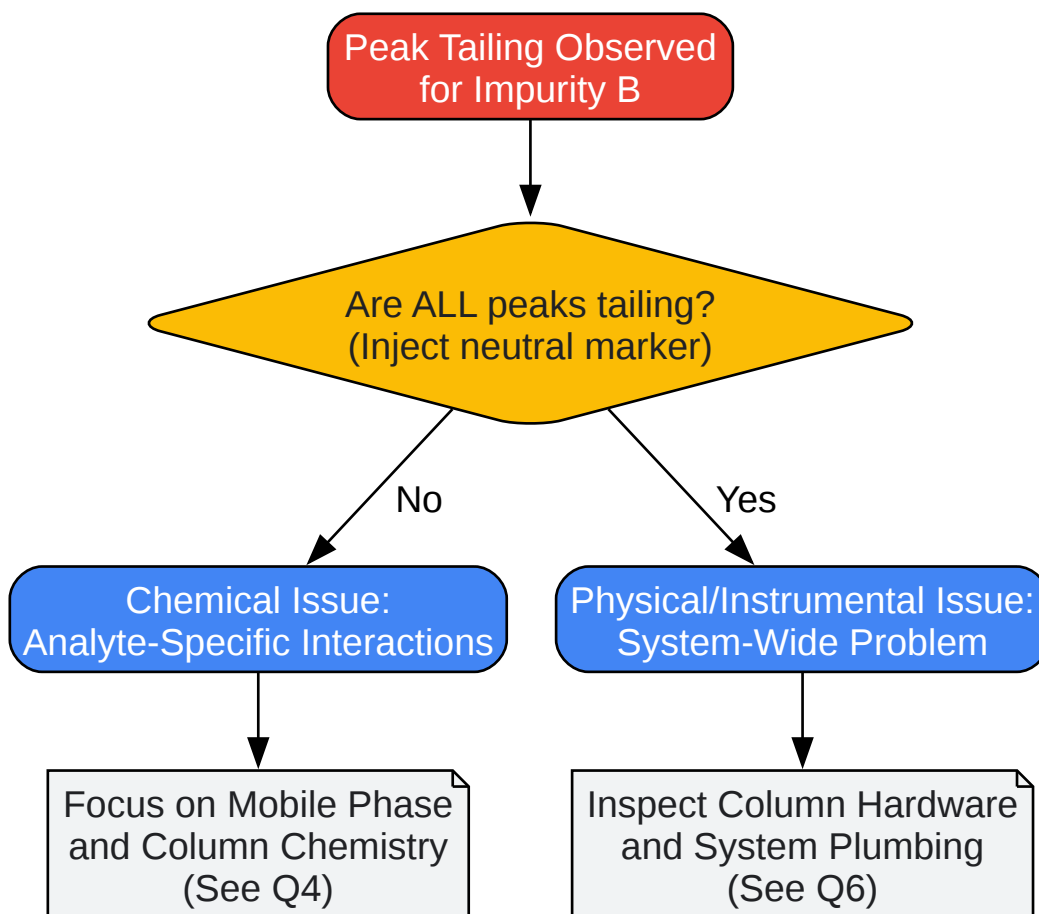 Peak Tailing Observed
for Impurity B
Are ALL peaks tailing?
(Inject neutral marker)
No
Yes
Chemical Issue:
Analyte-Specific Interactions
Physical/Instrumental Issue:
System-Wide Problem
Focus on Mobile Phase
and Column Chemistry
(See Q4)
Inspect Column Hardware
and System Plumbing
(See Q6)